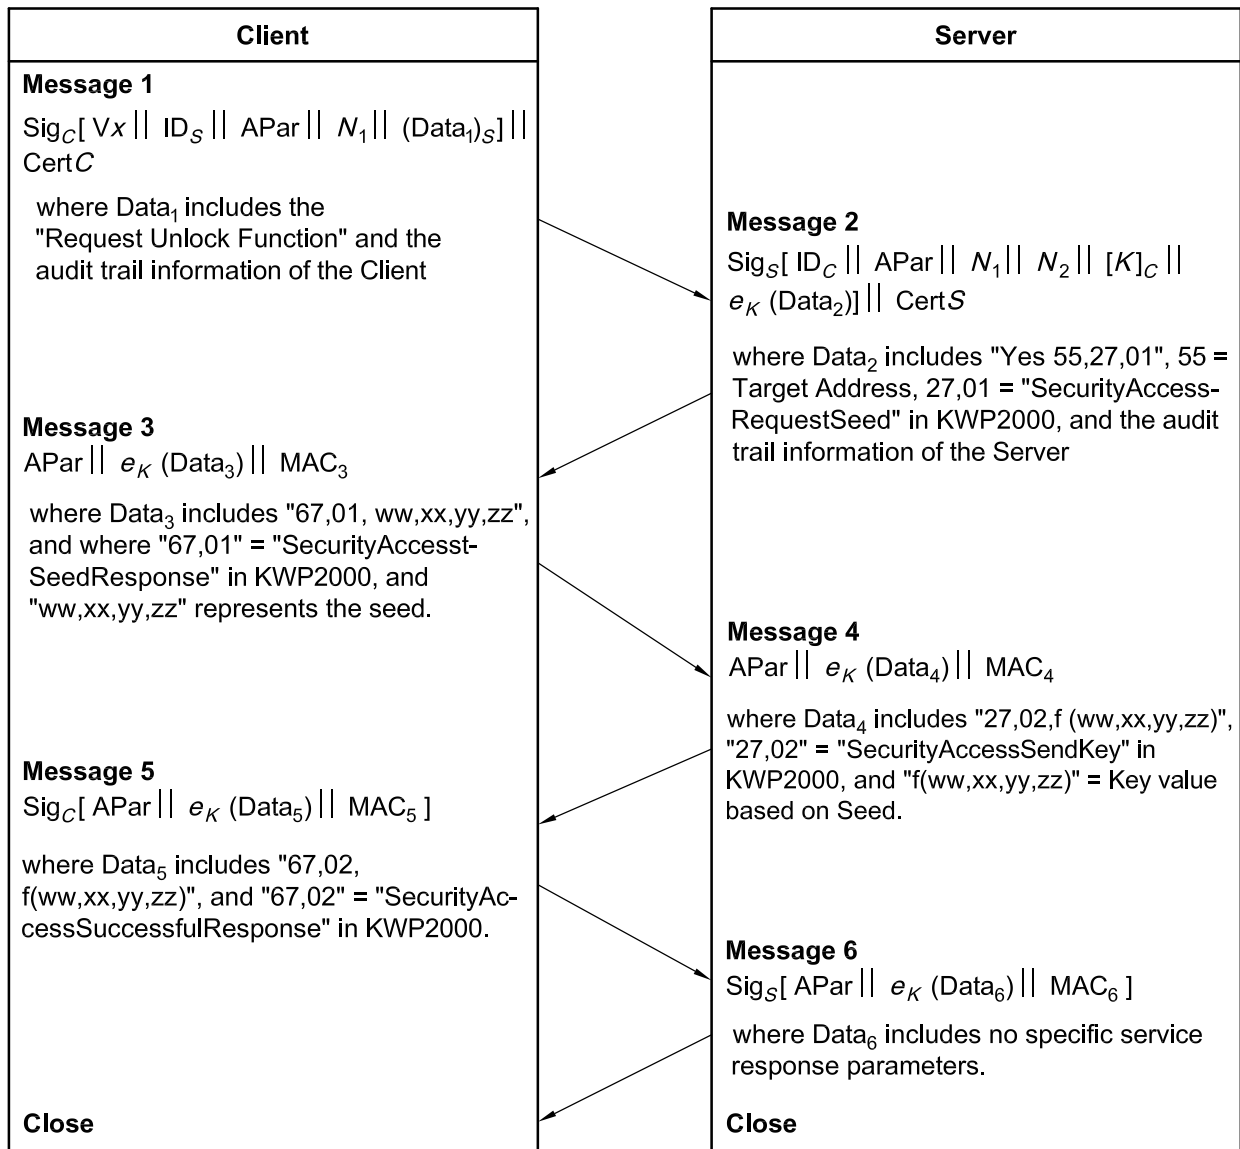 Client
Message 1
Sig_C[ Vx || ID_S || APar || N_1 || (Data_1)_S] ||
CertC
where Data_1 includes the
"Request Unlock Function" and the
audit trail information of the Client
Message 3
APar || e_K (Data_3) || MAC_3
where Data_3 includes "67,01, ww,xx,yy,zz",
and where "67,01" = "SecurityAccesst-
SeedResponse" in KWP2000, and
"ww,xx,yy,zz" represents the seed.
Message 5
Sig_C[ APar || e_K (Data_5) || MAC_5 ]
where Data_5 includes "67,02,
f(ww,xx,yy,zz)", and "67,02" = "SecurityAc-
cessSuccessfulResponse" in KWP2000.
Close
Server
Message 2
Sig_S[ ID_C || APar || N_1 || N_2 || [K]_C ||
e_K (Data_2)] || CertS
where Data_2 includes "Yes 55,27,01", 55 =
Target Address, 27,01 = "SecurityAccess-
RequestSeed" in KWP2000, and the audit
trail information of the Server
Message 4
APar || e_K (Data_4) || MAC_4
where Data_4 includes "27,02,f (ww,xx,yy,zz)",
"27,02" = "SecurityAccessSendKey" in
KWP2000, and "f(ww,xx,yy,zz)" = Key value
based on Seed.
Message 6
Sig_S[ APar || e_K (Data_6) || MAC_6 ]
where Data_6 includes no specific service
response parameters.
Close